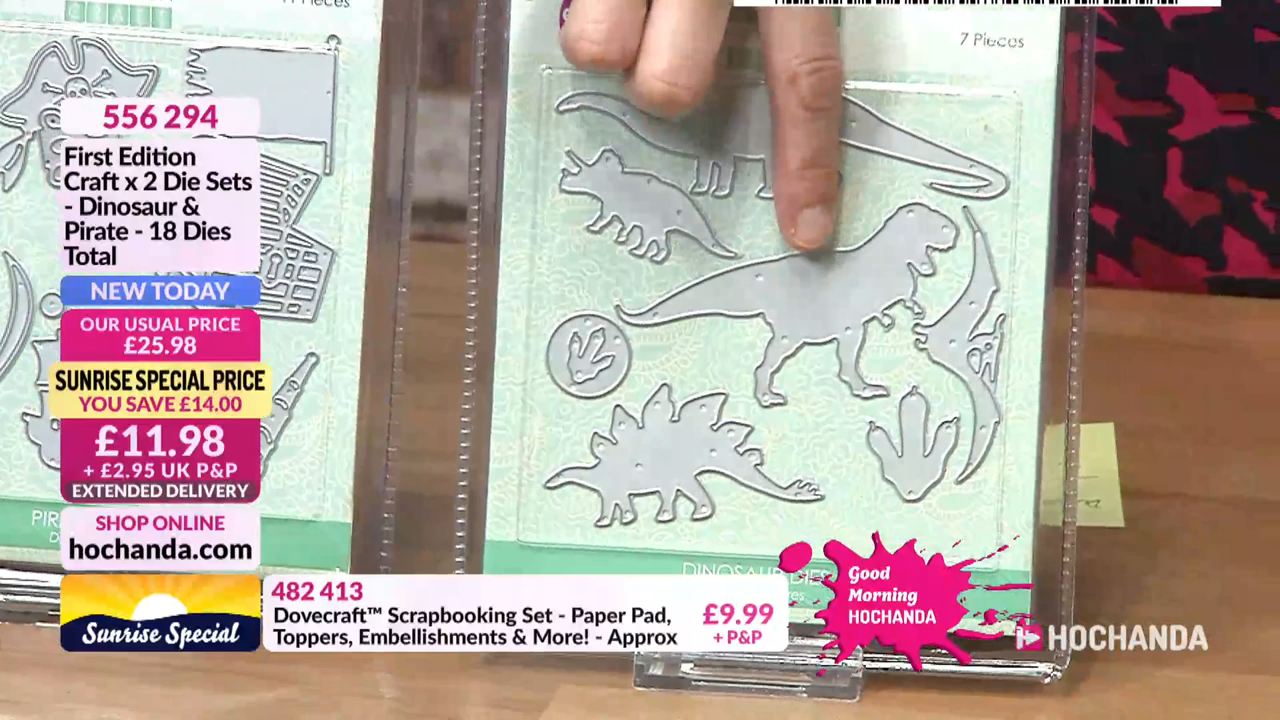 7 Pieces
Pieces
556 294
First Edition
Craft x 2 Die Sets
- Dinosaur &
Pirate - 18 Dies
Total
NEW TODAY
OUR USUAL PRICE
£25.98
SUNRISE SPECIAL PRICE
YOU SAVE £14.00
£11.98
+ £2.95 UK P&P
EXTENDED DELIVERY
SHOP ONLINE
hochanda.com
DINOSAUR DIES
Sunrise Special
482 413
Dovecraft™ Scrapbooking Set - Paper Pad,
Toppers, Embellishments & More! - Approx
£9.99
+ P&P
Good
Morning
HOCHANDA
HOCHANDA